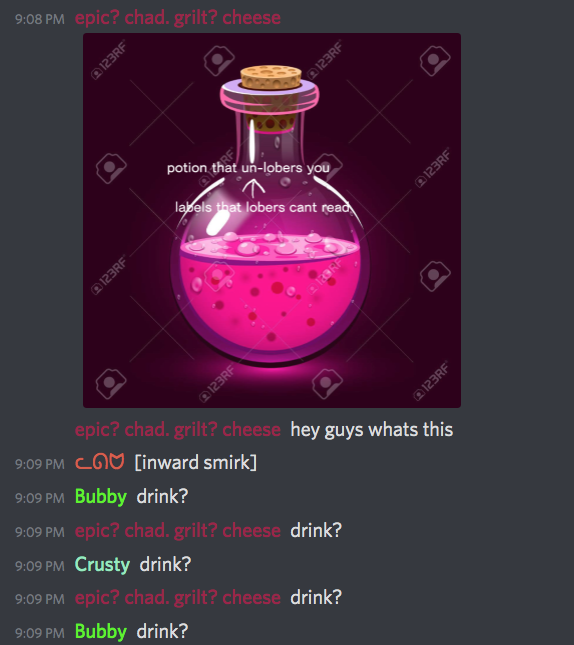 9:08 PM epic? chad. grilt? cheese
123RF
123RF
potion that un-lobers you
123RF
labels that lobers cant read
123RF
123RF
123RF
123RF
epic? chad. grilt? cheese hey guys whats this
9:09 PM ᓚᘏᗢ [inward smirk]
9:09 PM Bubby drink?
9:09 PM epic? chad. grilt? cheese drink?
9:09 PM Crusty drink?
9:09 PM epic? chad. grilt? cheese drink?
9:09 PM Bubby drink?